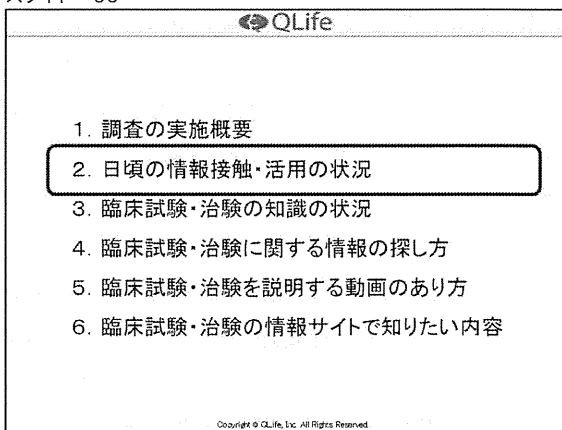 QLife
1. 調査の実施概要
2. 日頃の情報接触・活用の状況
3. 臨床試験・治験の知識の状況
4. 臨床試験・治験に関する情報の探し方
5. 臨床試験・治験を説明する動画のあり方
6. 臨床試験・治験の情報サイトで知りたい内容
Copyright © QLife, Inc. All Rights Reserved.